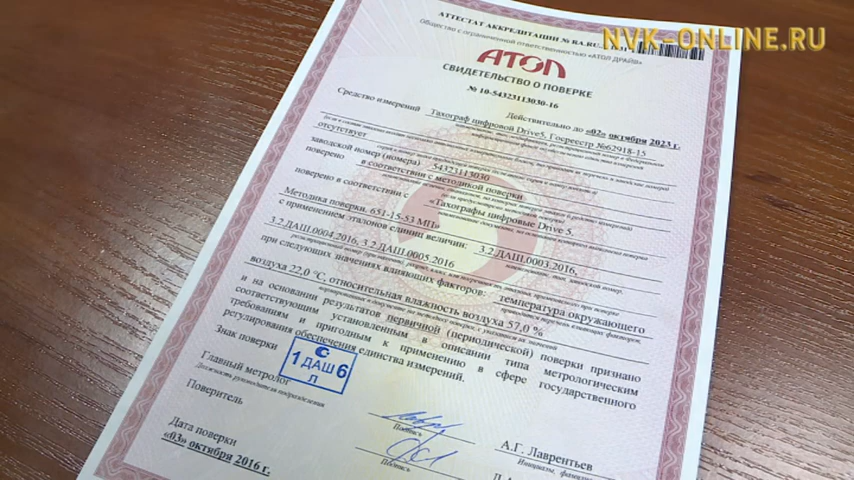 АТТЕСТАТ АККРЕДИТАЦИИ № RA.RU.
NVK-ONLINE.RU
Общество с ограниченной ответственностью «АТОЛ ДРАЙВ»
АТОЛ
СВИДЕТЕЛЬСТВО О ПОВЕРКЕ
№ 10-54323113030-16
Действительно до «02» октября 2023 г.
Средство измерений Тахограф цифровой Drive5, Госреестр №62918-15
отсутствует
заводской номер (номера) 54323113030
поверено в соответствии с методикой поверки
поверено в соответствии с «Тахографы цифровые Drive 5.
Методика поверки. 651-15-53 МП»
с применением эталонов единиц величин: 3.2.ДАШ.0003.2016,
3.2.ДАШ.0004.2016, 3.2.ДАШ.0005.2016
при следующих значениях влияющих факторов: температура окружающего
воздуха 22,0 °С, относительная влажность воздуха 57,0 %
и на основании результатов первичной (периодической) поверки признано
соответствующим установленным в описании типа метрологическим
требованиям и пригодным к применению в сфере государственного
регулирования обеспечения единства измерений.
Знак поверки
1 ДАШ 6
Л
Главный метролог
Должность руководителя подразделения
Подпись
А.Г. Лаврентьев
Поверитель
Подпись
Дата поверки
«03» октября 2016 г.